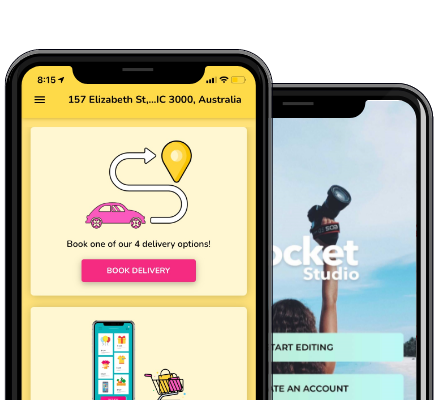 8:15
157 Elizabeth St,...IC 3000, Australia
Book one of our 4 delivery options!
BOOK DELIVERY
ocket
Studio
TART EDITING
ATE AN ACCOUNT